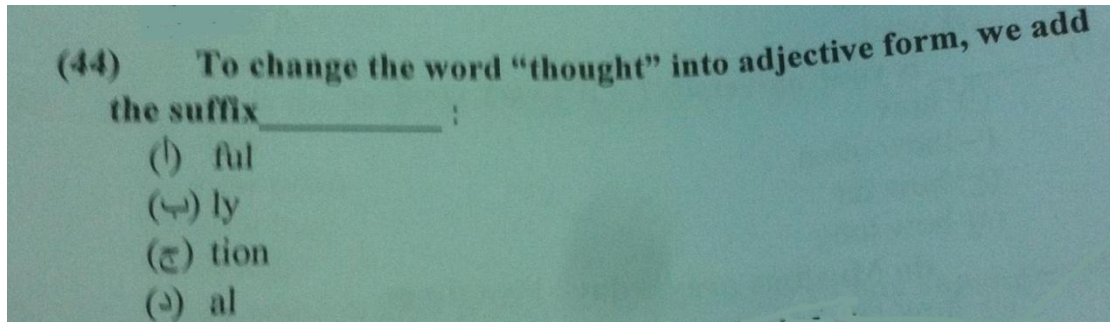 (44) To change the word “thought” into adjective form, we add
the suffix__________ :
(أ) ful
(ب) ly
(ج) tion
(د) al